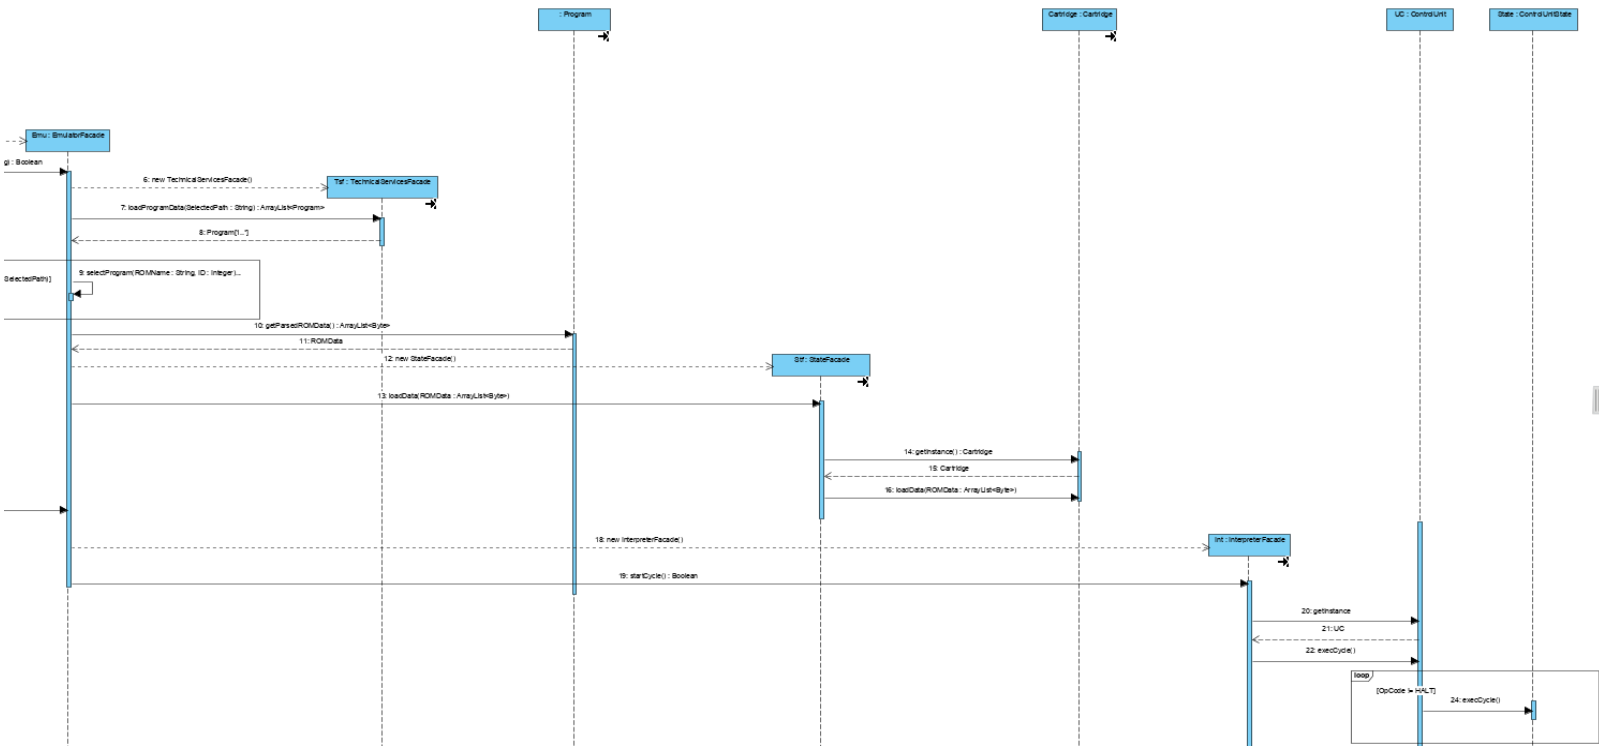 : Program
Cartridge : Cartridge
UC : ControlUnit
State : ControlUnitState
Emu : EmulatorFacade
g) : Boolean
6: new TechnicalServicesFacade()
Tsf : TechnicalServicesFacade
7: loadProgramData(SelectedPath : String) : ArrayList<Program>
8: Program[1..*]
9: selectProgram(ROMName : String, ID : Integer)...
SelectedPath)]
10: getParsedROMData() : ArrayList<Byte>
11: ROMData
12: new StateFacade()
Stf : StateFacade
13: loadData(ROMData : ArrayList<Byte>)
14: getInstance() : Cartridge
15: Cartridge
16: loadData(ROMData : ArrayList<Byte>)
18: new InterpreterFacade()
Int : InterpreterFacade
19: startCycle() : Boolean
20: getInstance
21: UC
22: execCycle()
loop
[OpCode != HALT]
24: execCycle()